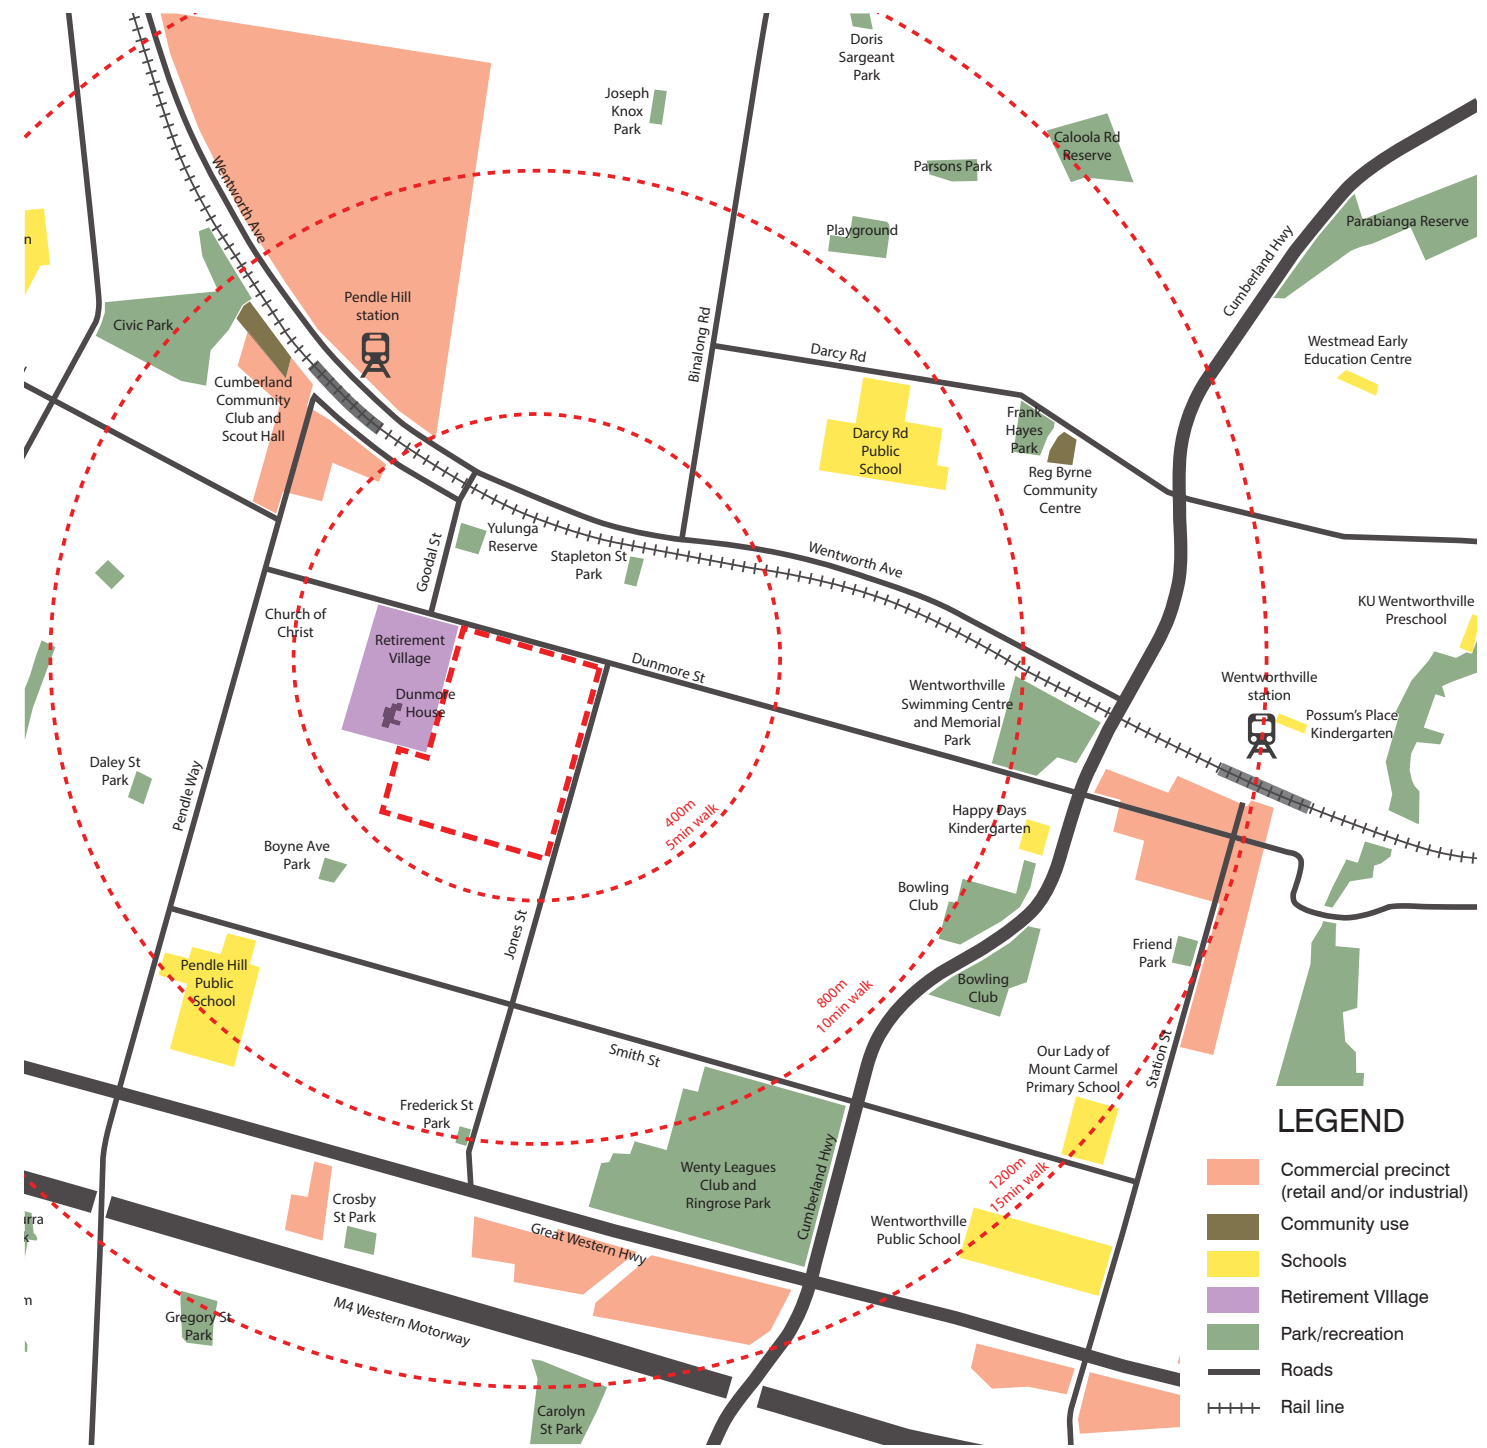 Doris
Sargeant
Park
Joseph
Knox
Park
Caloola Rd
Reserve
Parsons Park
Wentworth Ave
Playground
Parabianga Reserve
Cumberland Hwy
n
Pendle Hill
station
Civic Park
Binalong Rd
Darcy Rd
Westmead Early
Education Centre
Cumberland
Community
Club and
Scout Hall
Darcy Rd
Public
School
Frank
Hayes
Park
Reg Byrne
Community
Centre
Yulunga
Reserve
Stapleton St
Park
Goodal St
Wentworth Ave
Church of
Christ
Retirement
Village
Dunmore
House
Dunmore St
KU Wentworthville
Preschool
Wentworthville
Swimming Centre
and Memorial
Park
Wentworthville
station
Possum's Place
Kindergarten
Daley St
Park
Pendle Way
400m
5min walk
Happy Days
Kindergarten
Boyne Ave
Park
Bowling
Club
Jones St
Friend
Park
Pendle Hill
Public
School
Bowling
Club
800m
10min walk
Smith St
Our Lady of
Mount Carmel
Primary School
Station St
Frederick St
Park
Wenty Leagues
Club and
Ringrose Park
Cumberland Hwy
1200m
15min walk
Crosby
St Park
urra
k
Great Western Hwy
Wentworthville
Public School
m
Gregory St
Park
M4 Western Motorway
Carolyn
St Park
LEGEND
Commercial precinct
(retail and/or industrial)
Community use
Schools
Retirement VIllage
Park/recreation
Roads
Rail line